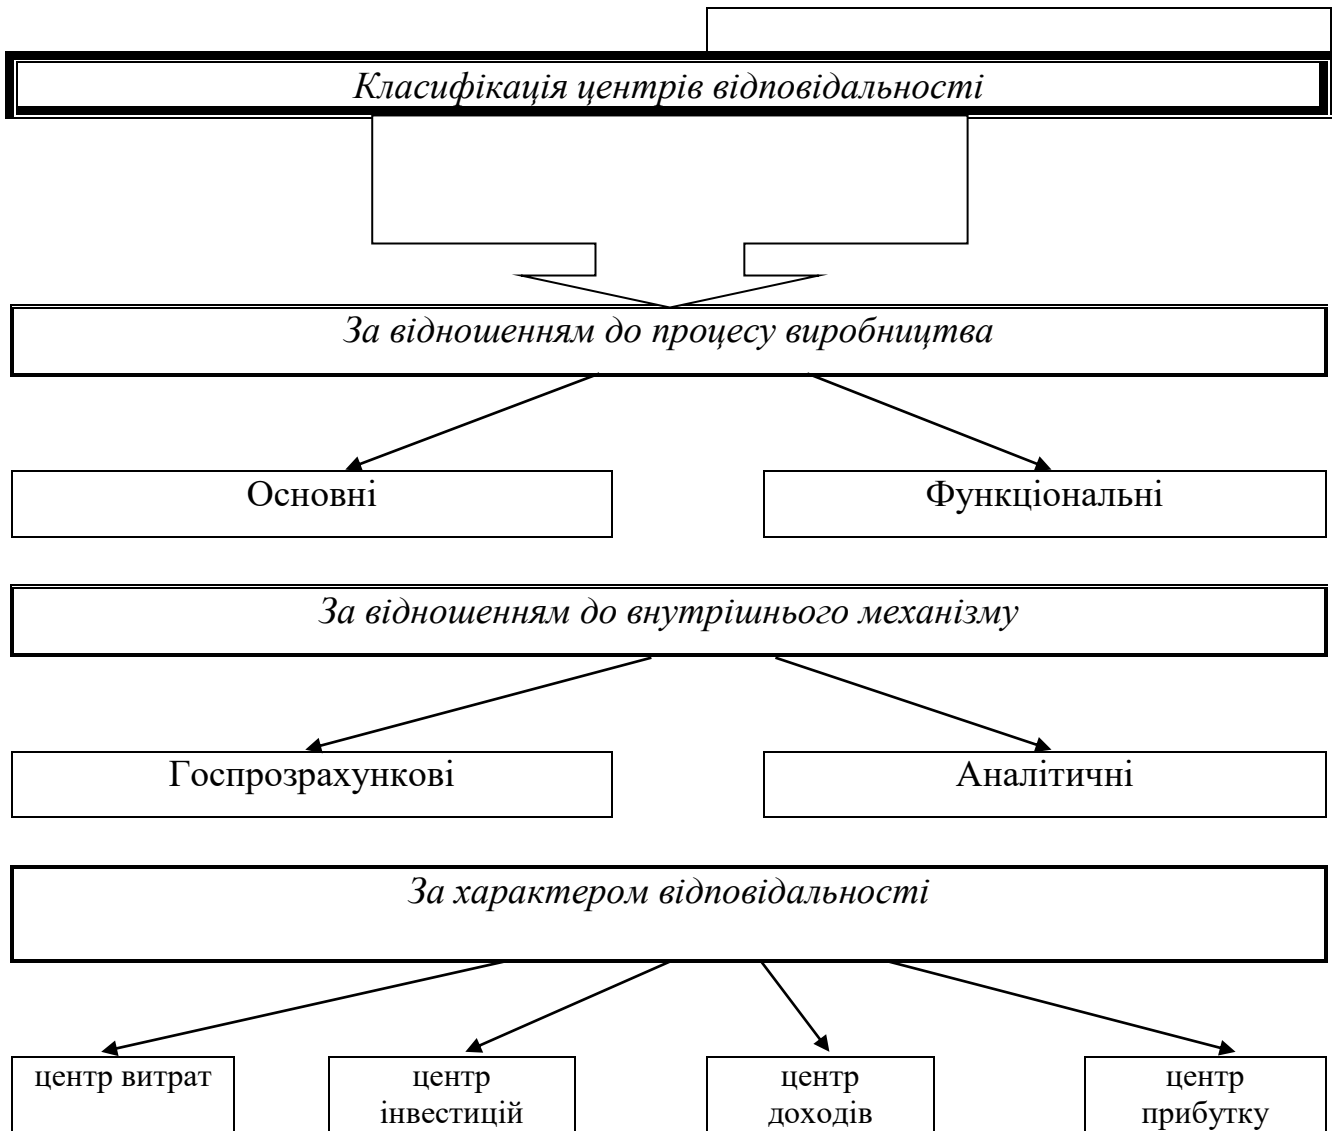 Класифікація центрів відповідальності
За відношенням до процесу виробництва
Основні
Функціональні
За відношенням до внутрішнього механізму
Госпрозрахункові
Аналітичні
За характером відповідальності
центр витрат
центр
інвестицій
центр
доходів
центр
прибутку